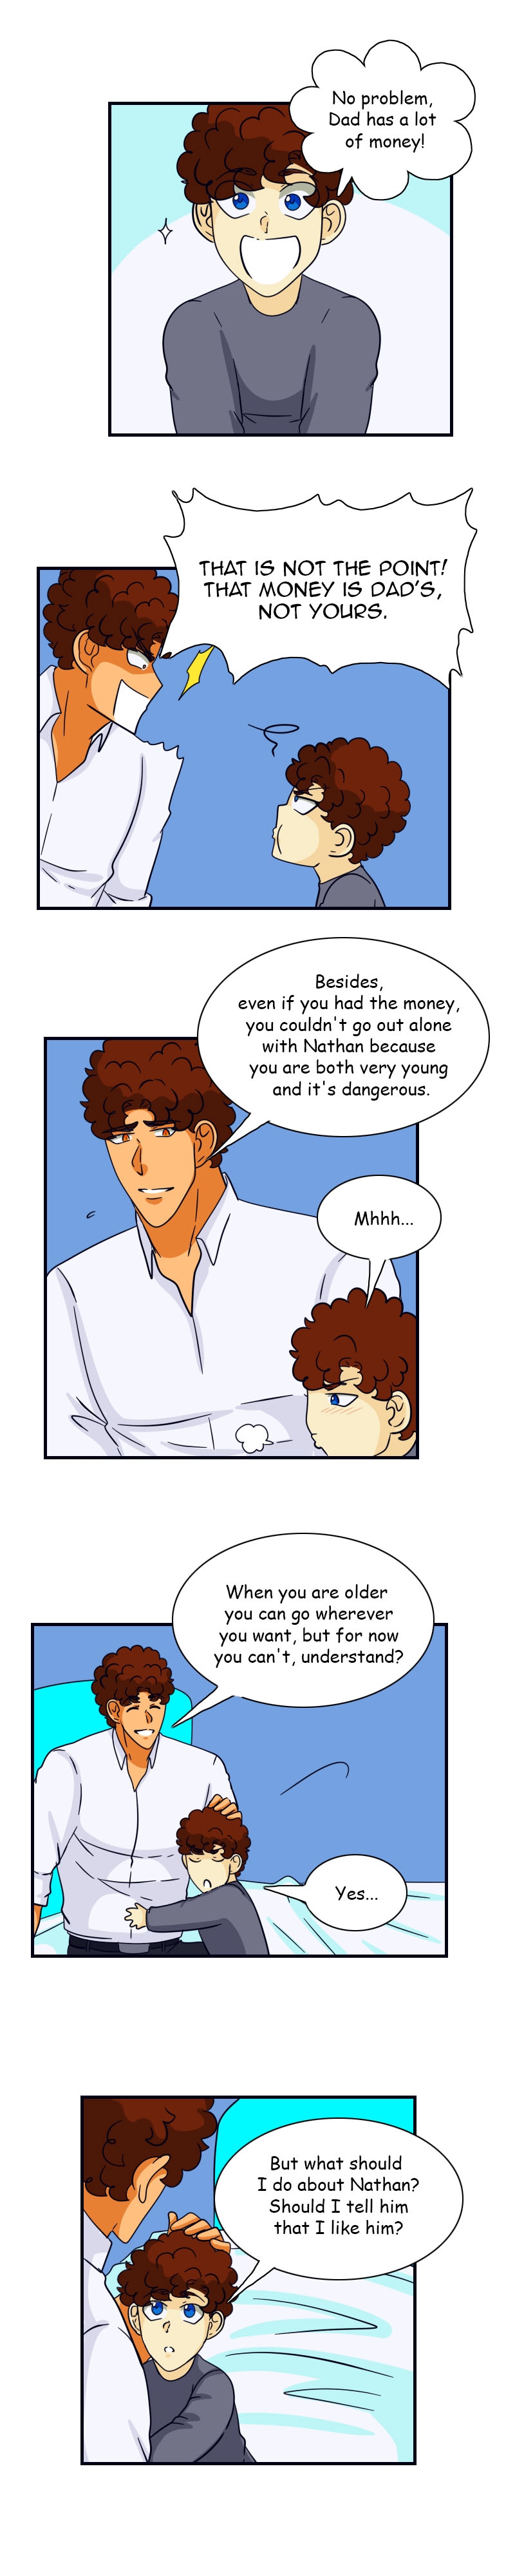 No problem,
Dad has a lot
of money!
THAT IS NOT THE POINT!
THAT MONEY IS DAD'S,
NOT YOURS.
Besides,
even if you had the money,
you couldn't go out alone
with Nathan because
you are both very young
and it's dangerous.
Mhhh...
When you are older
you can go wherever
you want, but for now
you can't, understand?
Yes...
But what should
I do about Nathan?
Should I tell him
that I like him?